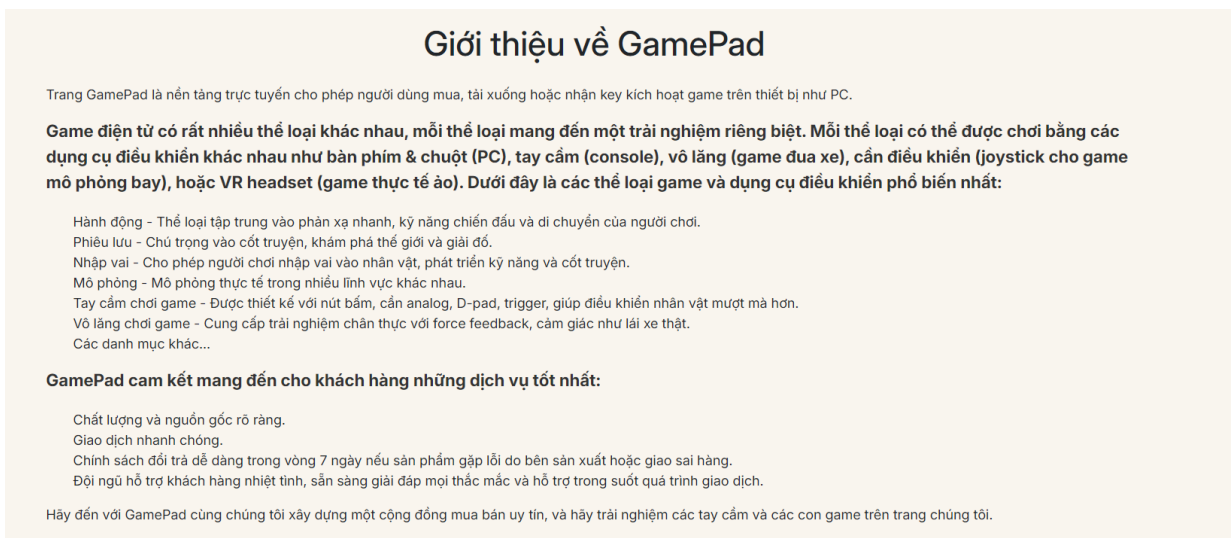 Giới thiệu về GamePad
Trang GamePad là nền tảng trực tuyến cho phép người dùng mua, tải xuống hoặc nhận key kích hoạt game trên thiết bị như PC.
Game điện tử có rất nhiều thể loại khác nhau, mỗi thể loại mang đến một trải nghiệm riêng biệt. Mỗi thể loại có thể được chơi bằng các
dụng cụ điều khiển khác nhau như bàn phím & chuột (PC), tay cầm (console), vô lăng (game đua xe), cần điều khiển (joystick cho game
mô phỏng bay), hoặc VR headset (game thực tế ảo). Dưới đây là các thể loại game và dụng cụ điều khiển phổ biến nhất:
Hành động - Thể loại tập trung vào phản xạ nhanh, kỹ năng chiến đấu và di chuyển của người chơi.
Phiêu lưu - Chú trọng vào cốt truyện, khám phá thế giới và giải đố.
Nhập vai - Cho phép người chơi nhập vai vào nhân vật, phát triển kỹ năng và cốt truyện.
Mô phỏng - Mô phỏng thực tế trong nhiều lĩnh vực khác nhau.
Tay cầm chơi game - Được thiết kế với nút bấm, cần analog, D-pad, trigger, giúp điều khiển nhân vật mượt mà hơn.
Vô lăng chơi game - Cung cấp trải nghiệm chân thực với force feedback, cảm giác như lái xe thật.
Các danh mục khác...
GamePad cam kết mang đến cho khách hàng những dịch vụ tốt nhất:
Chất lượng và nguồn gốc rõ ràng.
Giao dịch nhanh chóng.
Chính sách đổi trả dễ dàng trong vòng 7 ngày nếu sản phẩm gặp lỗi do bên sản xuất hoặc giao sai hàng.
Đội ngũ hỗ trợ khách hàng nhiệt tình, sẵn sàng giải đáp mọi thắc mắc và hỗ trợ trong suốt quá trình giao dịch.
Hãy đến với GamePad cùng chúng tôi xây dựng một cộng đồng mua bán uy tín, và hãy trải nghiệm các tay cầm và các con game trên trang chúng tôi.